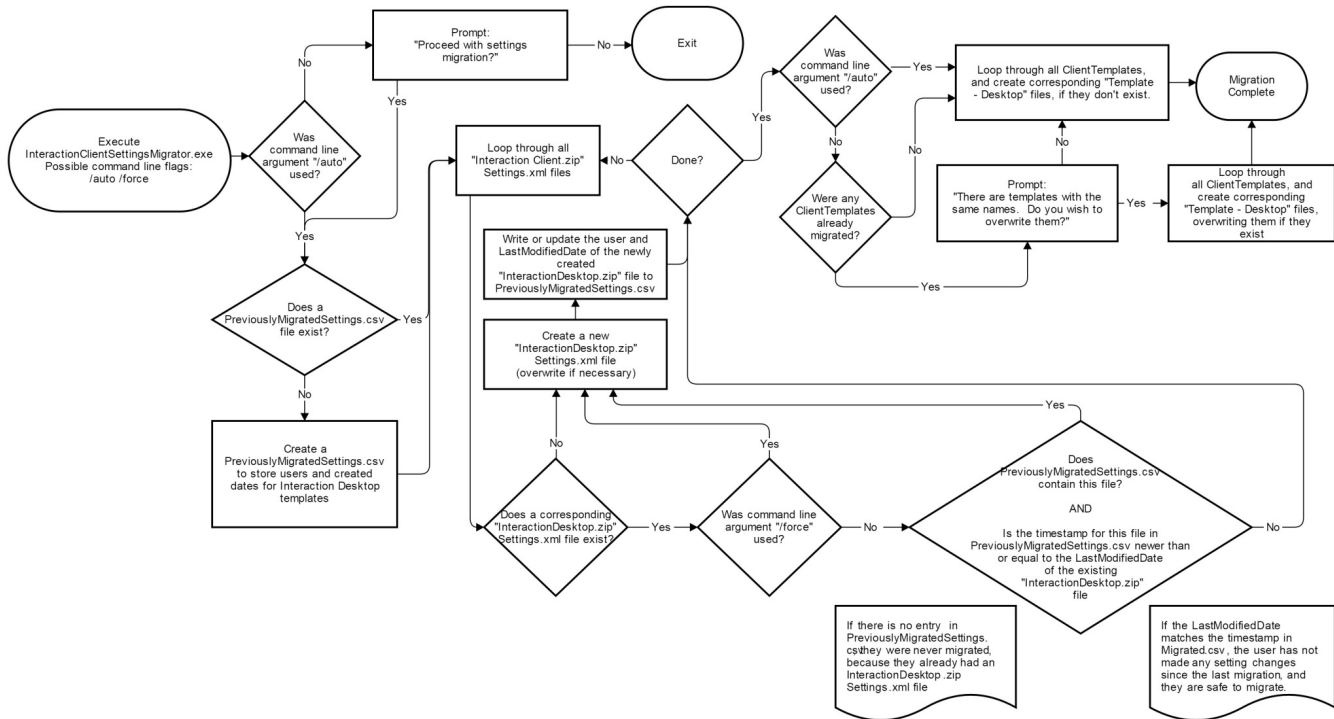 Execute
InteractionClientSettingsMigrator.exe
Possible command line flags:
/auto /force
Was
command line
argument "/auto"
used?
No
Prompt:
"Proceed with settings
migration?"
No
Exit
Yes
Yes
Does a
PreviouslyMigratedSettings.csv
file exist?
Yes
No
Create a
PreviouslyMigratedSettings.csv
to store users and created
dates for Interaction Desktop
templates
Loop through all
"Interaction Client.zip"
Settings.xml files
No
Done?
Yes
Write or update the user and
LastModifiedDate of the newly
created
"InteractionDesktop.zip" file to
PreviouslyMigratedSettings.csv
Create a new
"InteractionDesktop.zip"
Settings.xml file
(overwrite if necessary)
No
Yes
Yes
Does a corresponding
"InteractionDesktop.zip"
Settings.xml file exist?
Yes
Was command line
argument "/force"
used?
No
Does
PreviouslyMigratedSettings.csv
contain this file?
AND
Is the timestamp for this file in
PreviouslyMigratedSettings.csv newer than
or equal to the LastModifiedDate
of the existing
"InteractionDesktop.zip"
file
No
Was
command line
argument "/auto"
used?
Yes
No
Were any
ClientTemplates
already
migrated?
No
Yes
Loop through all ClientTemplates,
and create corresponding "Template
- Desktop" files, if they don't exist.
Migration
Complete
No
Prompt:
"There are templates with the
same names. Do you wish to
overwrite them?"
Yes
Loop through
all ClientTemplates, and
create corresponding
"Template - Desktop" files,
overwriting them if they
exist
If there is no entry in
PreviouslyMigratedSettings.
csv, they were never migrated,
because they already had an
InteractionDesktop .zip
Settings.xml file
If the LastModifiedDate
matches the timestamp in
Migrated.csv, the user has not
made any setting changes
since the last migration, and
they are safe to migrate.